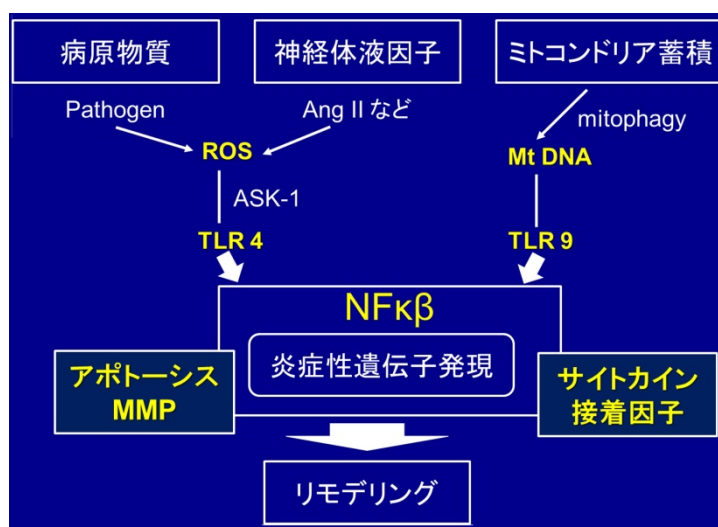 病原物質
神経体液因子
ミトコンドリア蓄積
Pathogen
Ang II など
mitophagy
ROS
Mt DNA
ASK-1
TLR 4
TLR 9
NFκβ
炎症性遺伝子発現
アポトーシス
MMP
サイトカイン
接着因子
リモデリング